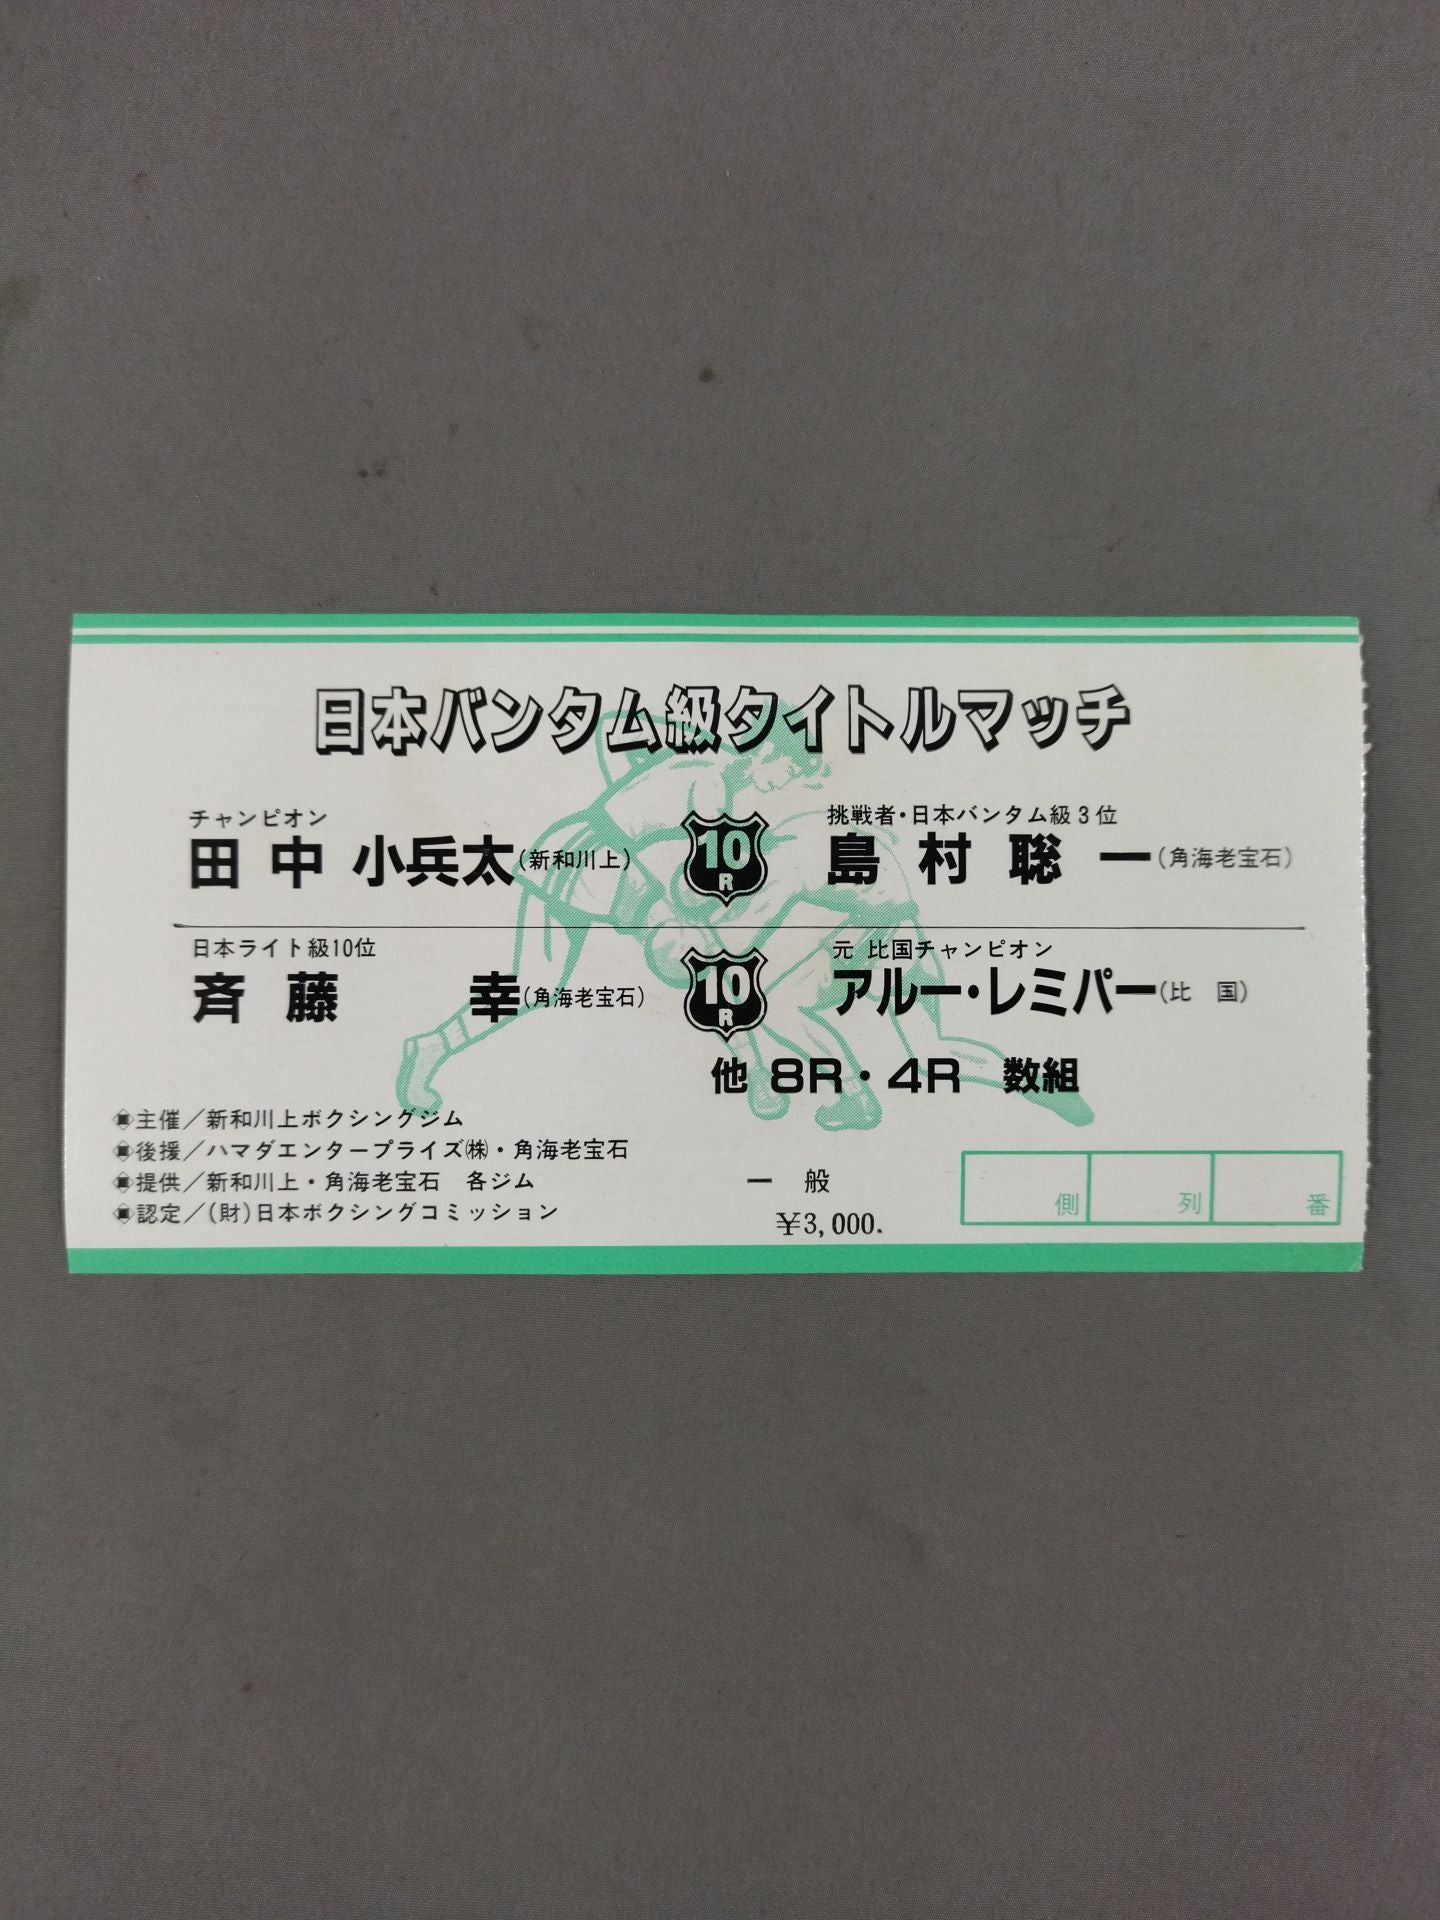 日本バンタム級タイトルマッチ
チャンピオン
田中 小兵太(新和川上)
10R
挑戦者・日本バンタム級3位
島村聡一(角海老宝石)
日本ライト級10位
斉藤 幸(角海老宝石)
10R
元 比国チャンピオン
アルー・レミパー(比 国)
他 8R・4R 数組
◈主催/新和川上ボクシングジム
◈後援/ハマダエンタープライズ㈱・角海老宝石
◈提供/新和川上・角海老宝石 各ジム
◈認定/(財)日本ボクシングコミッション
一 般
¥3,000.
側 列 番